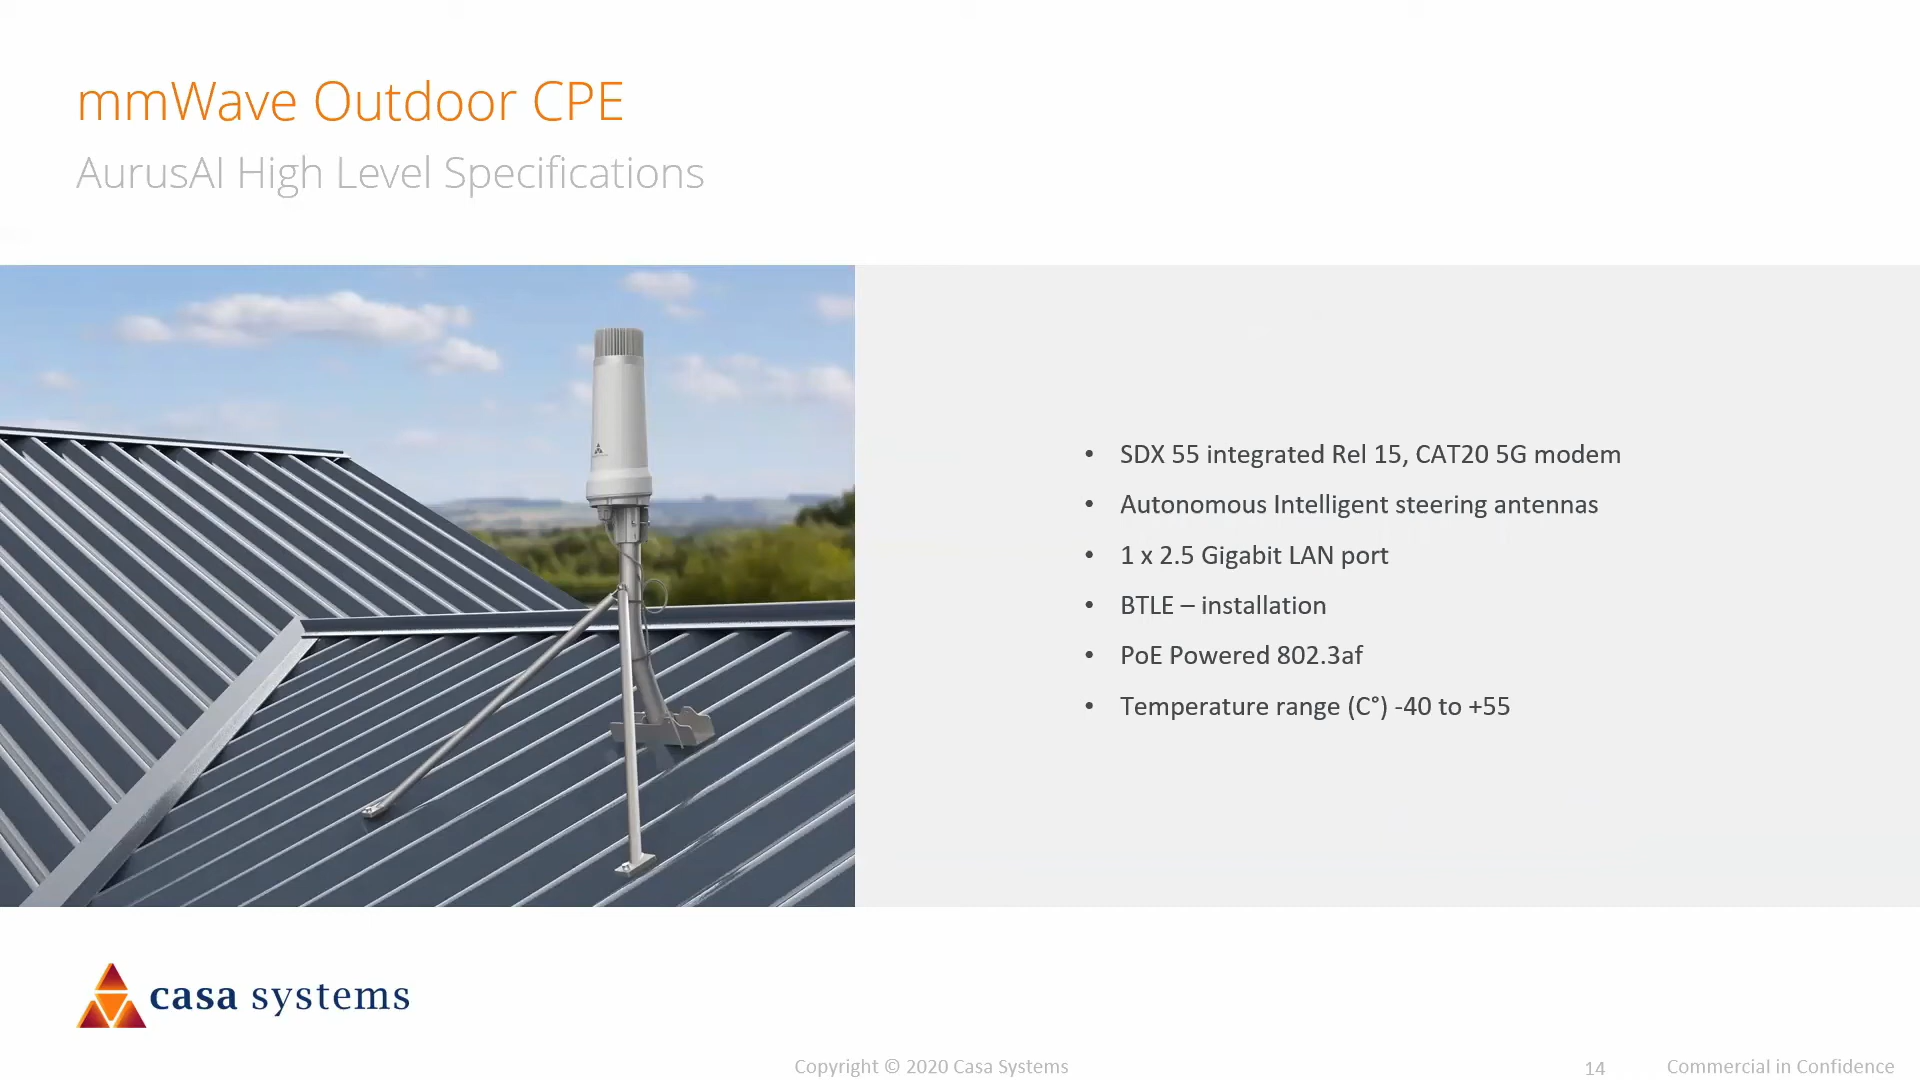 mmWave Outdoor CPE
AurusAI High Level Specifications
• SDX 55 integrated Rel 15, CAT20 5G modem
• Autonomous Intelligent steering antennas
• 1 x 2.5 Gigabit LAN port
• BTLE – installation
• PoE Powered 802.3af
• Temperature range (C°) -40 to +55
casa systems
Copyright © 2020 Casa Systems
14
Commercial in Confidence